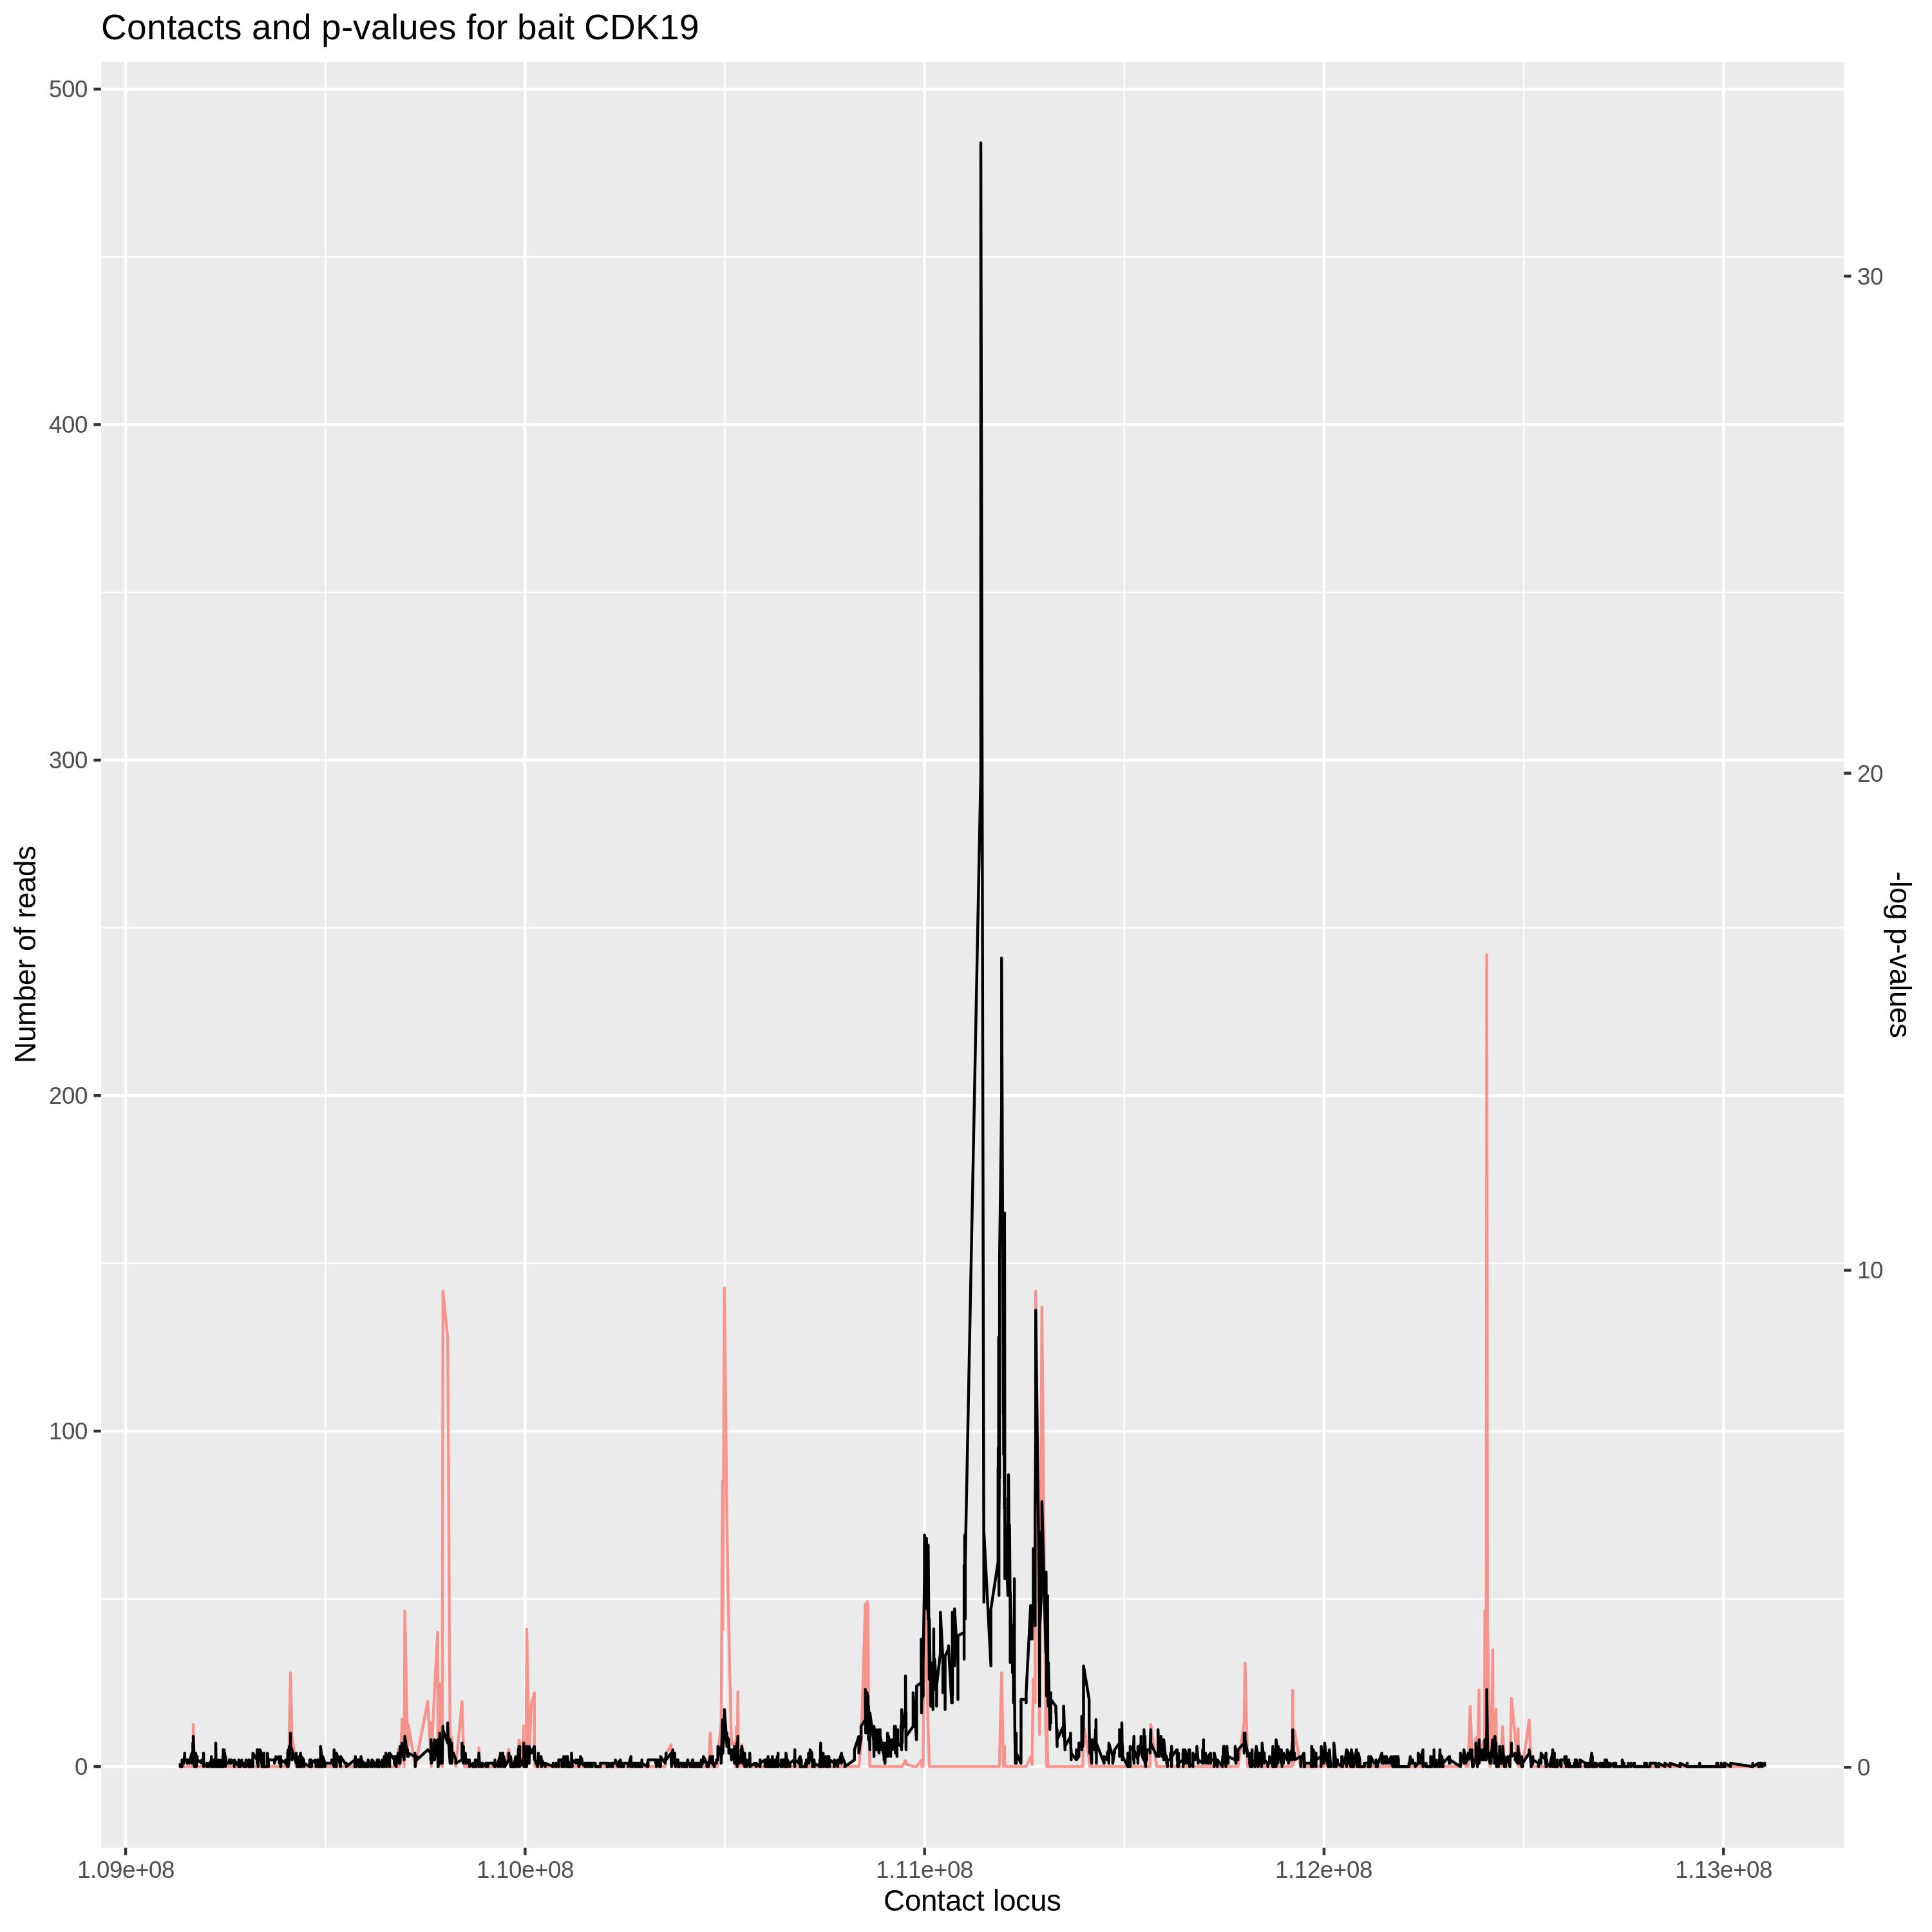 Contacts and p-values for bait CDK19
500
400
300
200
100
0
Number of reads
30
20
10
0
-log p-values
1.09e+08 1.10e+08 1.11e+08 1.12e+08 1.13e+08
Contact locus